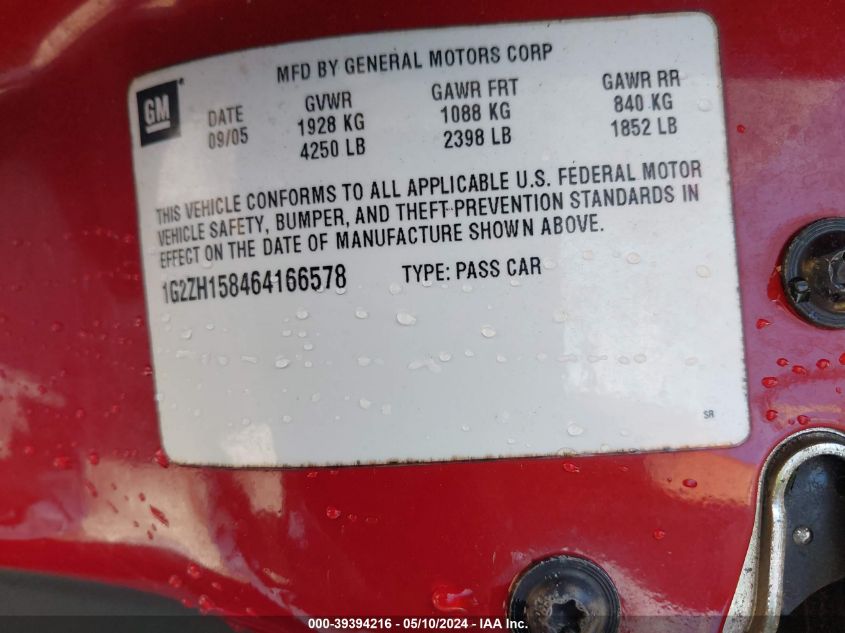 MFD BY GENERAL MOTORS CORP
GM
DATE GVWR GAWR FRT GAWR RR
09/05 1928 KG 1088 KG 840 KG
4250 LB 2398 LB 1852 LB
THIS VEHICLE CONFORMS TO ALL APPLICABLE U.S. FEDERAL MOTOR
VEHICLE SAFETY, BUMPER, AND THEFT PREVENTION STANDARDS IN
EFFECT ON THE DATE OF MANUFACTURE SHOWN ABOVE.
1G2ZH158464166578 TYPE: PASS CAR
SR
000-39394216 - 05/10/2024 - IAA Inc.